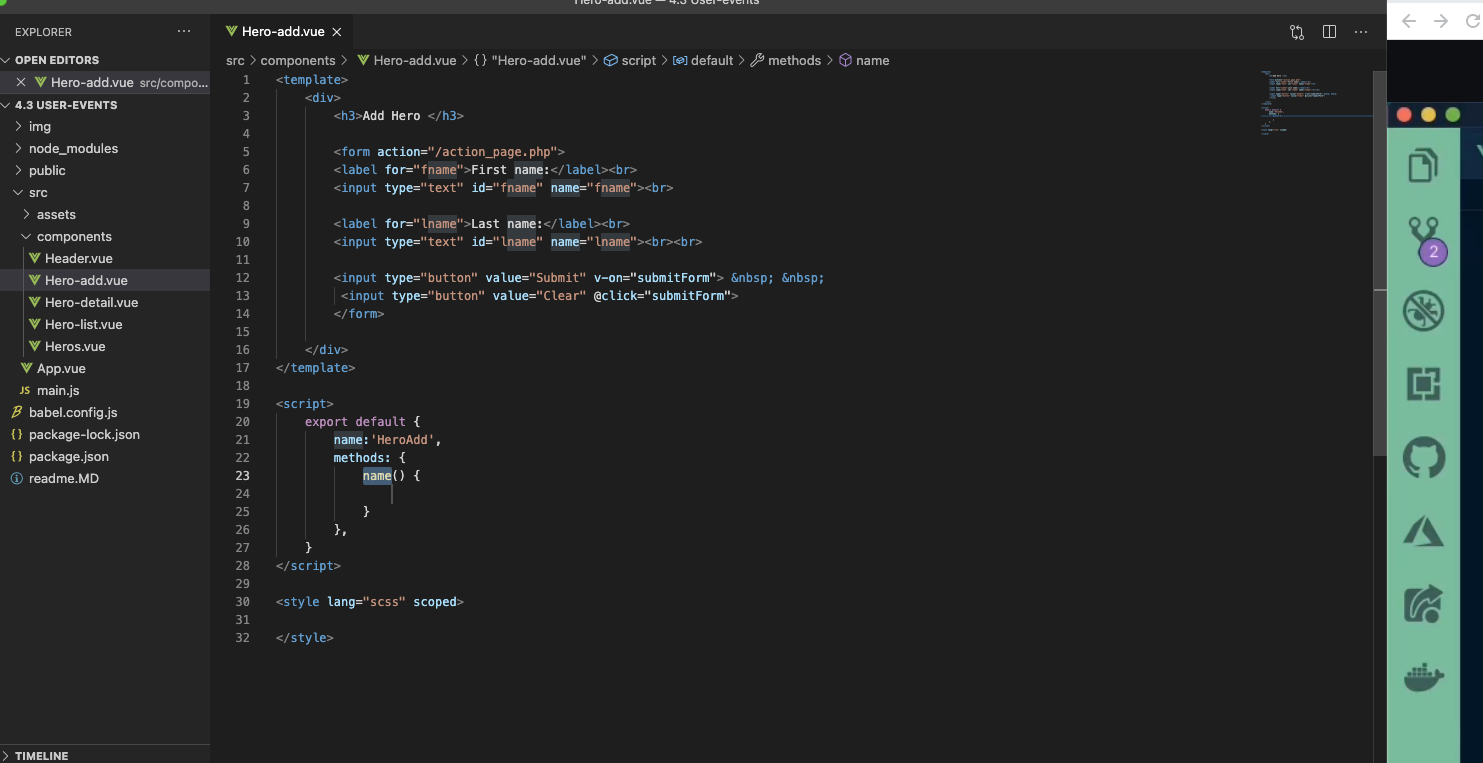 Hero-add.vue — 4.3 User-events
EXPLORER ···
OPEN EDITORS
Hero-add.vue src/compo...
4.3 USER-EVENTS
img
node_modules
public
src
assets
components
Header.vue
Hero-add.vue
Hero-detail.vue
Hero-list.vue
Heros.vue
App.vue
JS main.js
babel.config.js
{} package-lock.json
{} package.json
readme.MD
TIMELINE
Hero-add.vue ×
src > components > Hero-add.vue > {} "Hero-add.vue" > script > default > methods > name
1 <template>
2 <div>
3 <h3>Add Hero </h3>
4
5 <form action="/action_page.php">
6 <label for="fname">First name:</label><br>
7 <input type="text" id="fname" name="fname"><br>
8
9 <label for="lname">Last name:</label><br>
10 <input type="text" id="lname" name="lname"><br><br>
11
12 <input type="button" value="Submit" v-on="submitForm"> &nbsp; &nbsp;
13 <input type="button" value="Clear" @click="submitForm">
14 </form>
15
16 </div>
17 </template>
18
19 <script>
20 export default {
21 name:'HeroAdd',
22 methods: {
23 name() {
24
25 }
26 },
27 }
28 </script>
29
30 <style lang="scss" scoped>
31
32 </style>
2